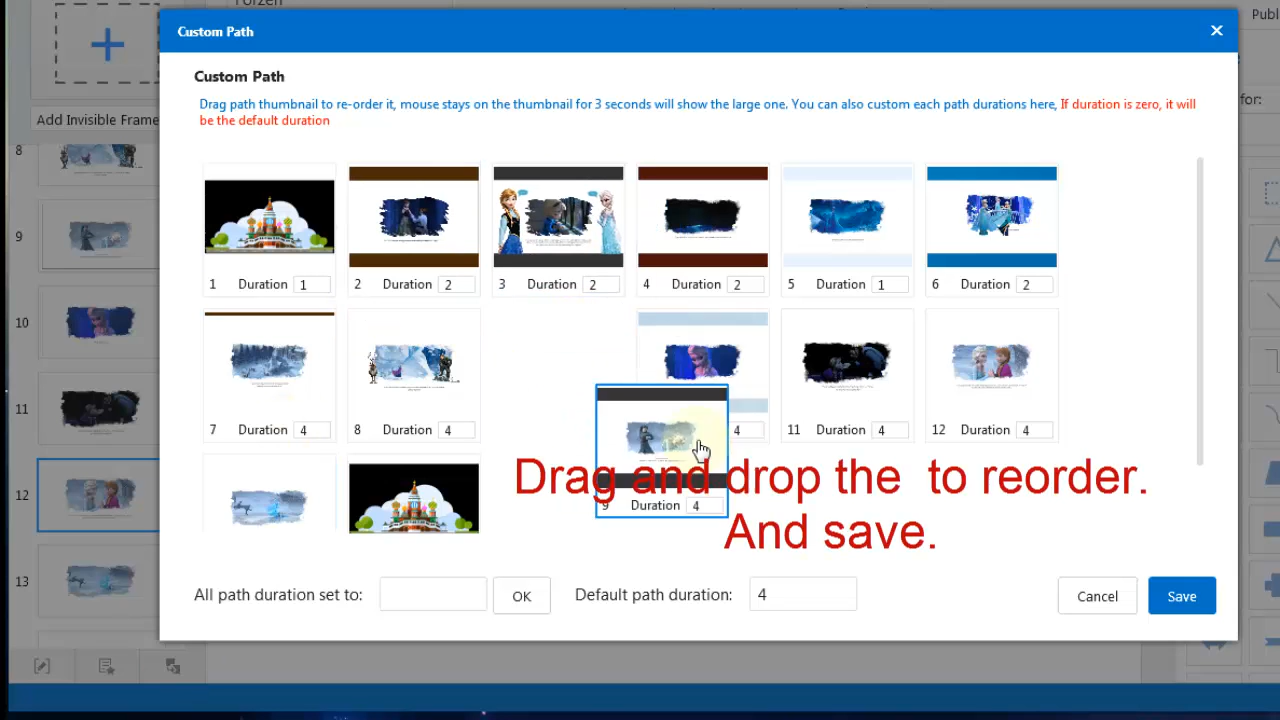 Forzen
Publ
Custom Path
Custom Path
Drag path thumbnail to re-order it, mouse stays on the thumbnail for 3 seconds will show the large one. You can also custom each path durations here, If duration is zero, it will
be the default duration
for:
Add Invisible Frame
8
9
10
11
12
13
1 Duration 1
2 Duration 2
3 Duration 2
4 Duration 2
5 Duration 1
6 Duration 2
7 Duration 4
8 Duration 4
4
11 Duration 4
12 Duration 4
9 Duration 4
Drag and drop the to reorder.
And save.
All path duration set to:
OK
Default path duration: 4
Cancel
Save